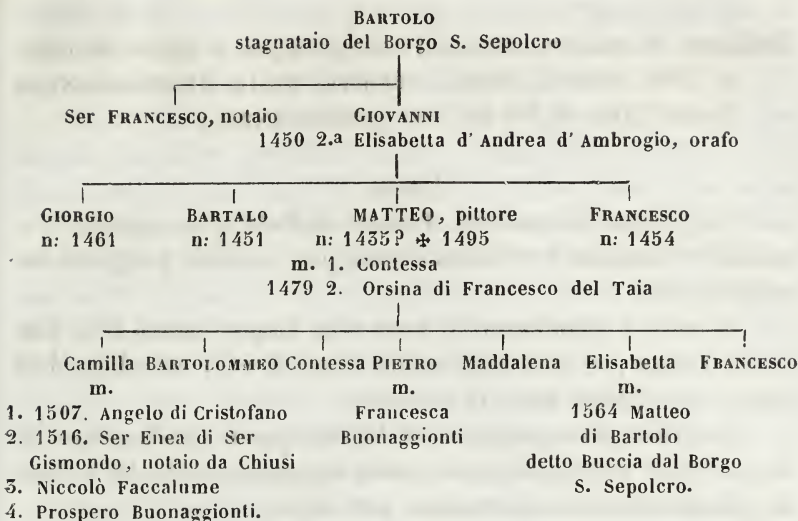 BARTOLO
stagnataio del Borgo S. Sepolcro
Ser FRANCESCO, notaio GIOVANNI
1450 2.a Elisabetta d' Andrea d' Ambrogio, orafo
GIORGIO BARTALO MATTEO, pittore FRANCESCO
n: 1461 n: 1451 n: 1435? ✠ 1495 n: 1454
m. 1. Contessa
1479 2. Orsina di Francesco del Taia
Camilla BARTOLOMMEO Contessa PIETRO Maddalena Elisabetta FRANCESCO
m. m. m.
1. 1507. Angelo di Cristofano Francesca 1564 Matteo
2. 1516. Ser Enea di Ser Buonaggionti di Bartolo
Gismondo, notaio da Chiusi detto Buccia dal Borgo
3. Niccolò Faccalume S. Sepolcro.
4. Prospero Buonaggionti.